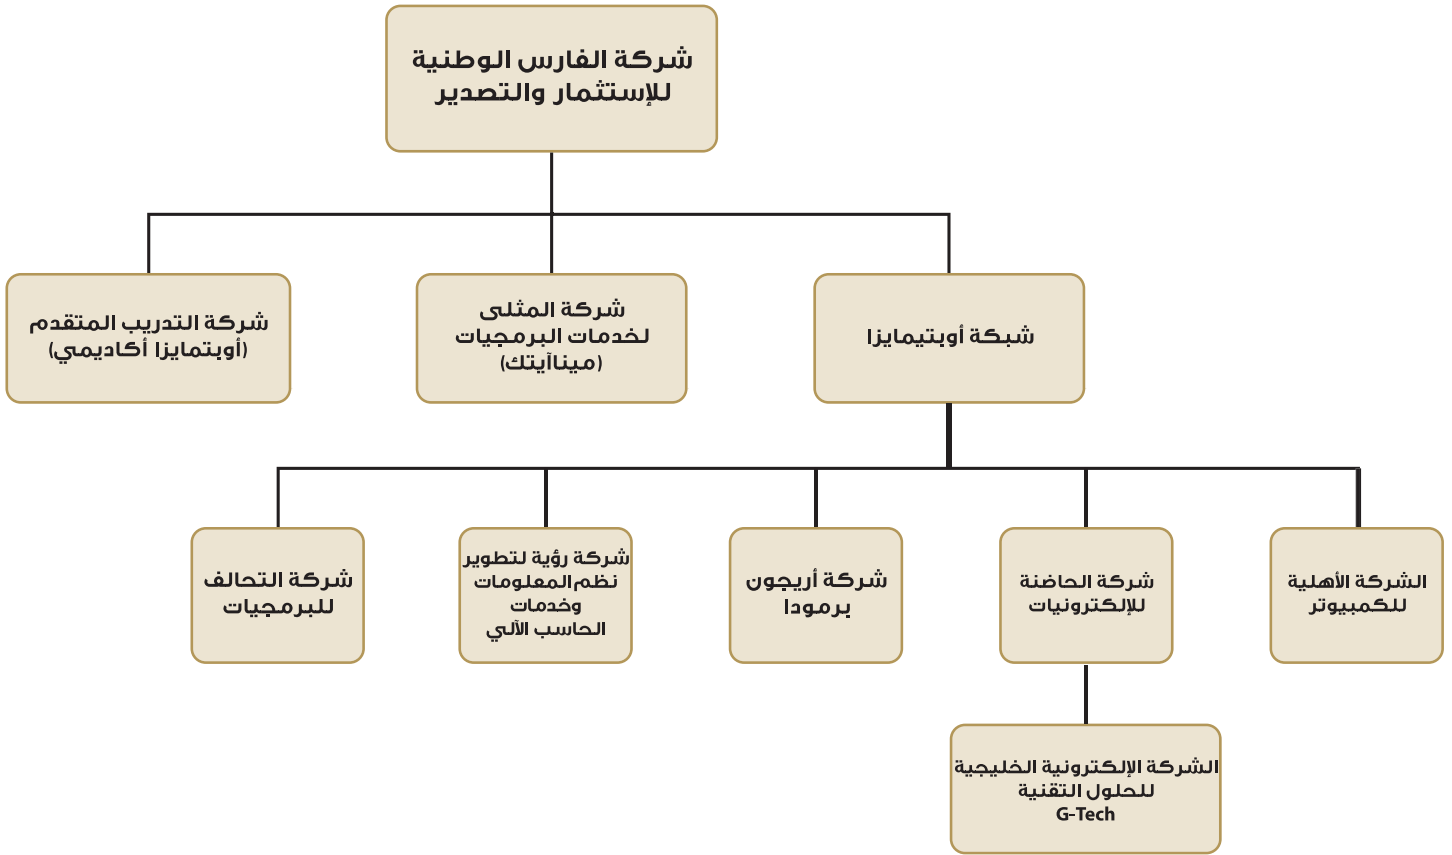 شركة الفارس الوطنية
للإستثمار والتصدير
شبكة أوبتيمايزا
شركة المثلى
لخدمات البرمجيات
(ميناآيتك)
شركة التدريب المتقدم
(أوبتمايزا أكاديمي)
الشركة الأهلية
للكمبيوتر
شركة الحاضنة
للإلكترونيات
شركة أريجون
برمودا
شركة رؤية لتطوير
نظم المعلومات
وخدمات
الحاسب الآلي
شركة التحالف
للبرمجيات
الشركة الإلكترونية الخليجية
للحلول التقنية
G-Tech